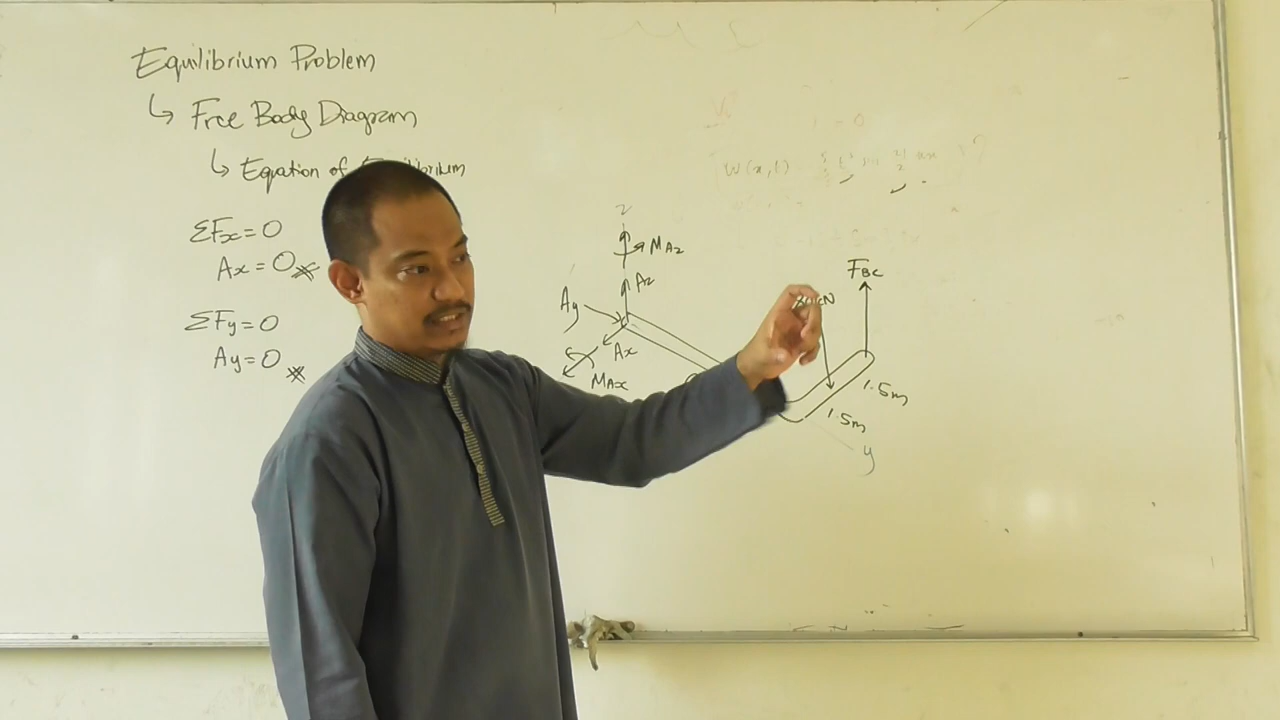 Equilibrium Problem
↳ Free Body Diagram
↳ Equation of Equilibrium
ΣFx = 0
Ax = 0
ΣFy = 0
Ay = 0
W(x,t)
z
MAz
Az
Ay
Ax
MAx
FBC
1.5m
1.5m
y